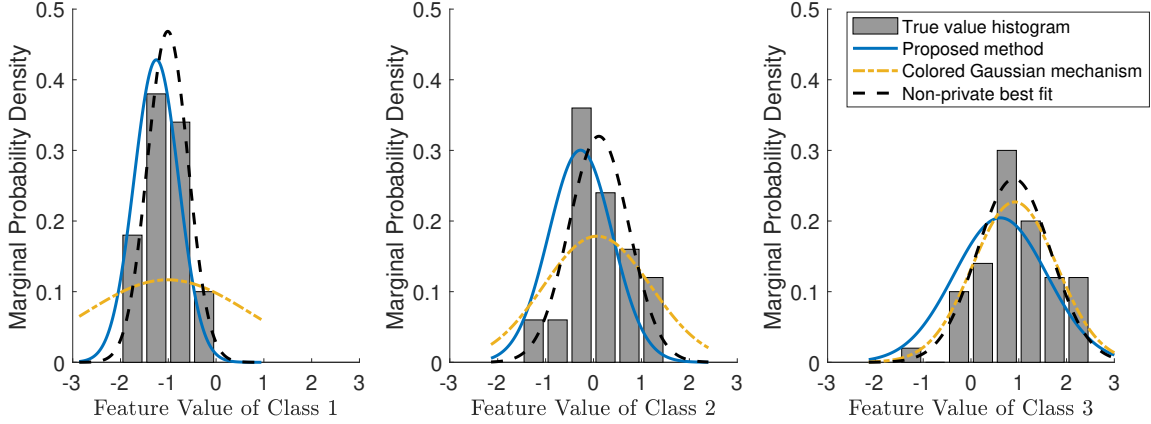 Marginal Probability Density
0.5
0.4
0.3
0.2
0.1
0
-3 -2 -1 0 1 2 3
Feature Value of Class 1
Marginal Probability Density
0.5
0.4
0.3
0.2
0.1
0
-3 -2 -1 0 1 2 3
Feature Value of Class 2
Marginal Probability Density
0.5
0.4
0.3
0.2
0.1
0
-3 -2 -1 0 1 2 3
Feature Value of Class 3
True value histogram
Proposed method
Colored Gaussian mechanism
Non-private best fit